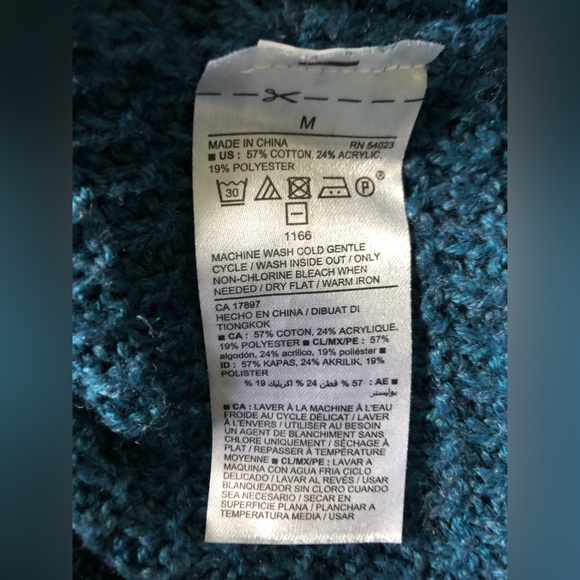 M
MADE IN CHINA RN 54023
■ US : 57% COTTON, 24% ACRYLIC,
19% POLYESTER
30 P ®
1166
MACHINE WASH COLD GENTLE
CYCLE / WASH INSIDE OUT / ONLY
NON-CHLORINE BLEACH WHEN
NEEDED / DRY FLAT / WARM IRON
CA 17897
HECHO EN CHINA / DIBUAT DI
TIONGKOK
■ CA : 57% COTTON, 24% ACRYLIQUE,
19% POLYESTER ■ CL/MX/PE : 57%
algodón, 24% acrílico, 19% poliéster ■
ID : 57% KAPAS, 24% AKRILIK, 19%
POLISTER
■ AE : 57 % قطن 24 % اكريليك 19 %
بوليستر
■ CA : LAVER À LA MACHINE À L'EAU
FROIDE AU CYCLE DÉLICAT / LAVER
À L'ENVERS / UTILISER AU BESOIN
UN AGENT DE BLANCHIMENT SANS
CHLORE UNIQUEMENT / SÉCHAGE À
PLAT / REPASSER À TEMPÉRATURE
MOYENNE ■ CL/MX/PE : LAVAR A
MAQUINA CON AGUA FRIA CICLO
DELICADO / LAVAR AL REVÉS / USAR
BLANQUEADOR SIN CLORO CUANDO
SEA NECESARIO / SECAR EN
SUPERFICIE PLANA / PLANCHAR A
TEMPERATURA MEDIA / USAR